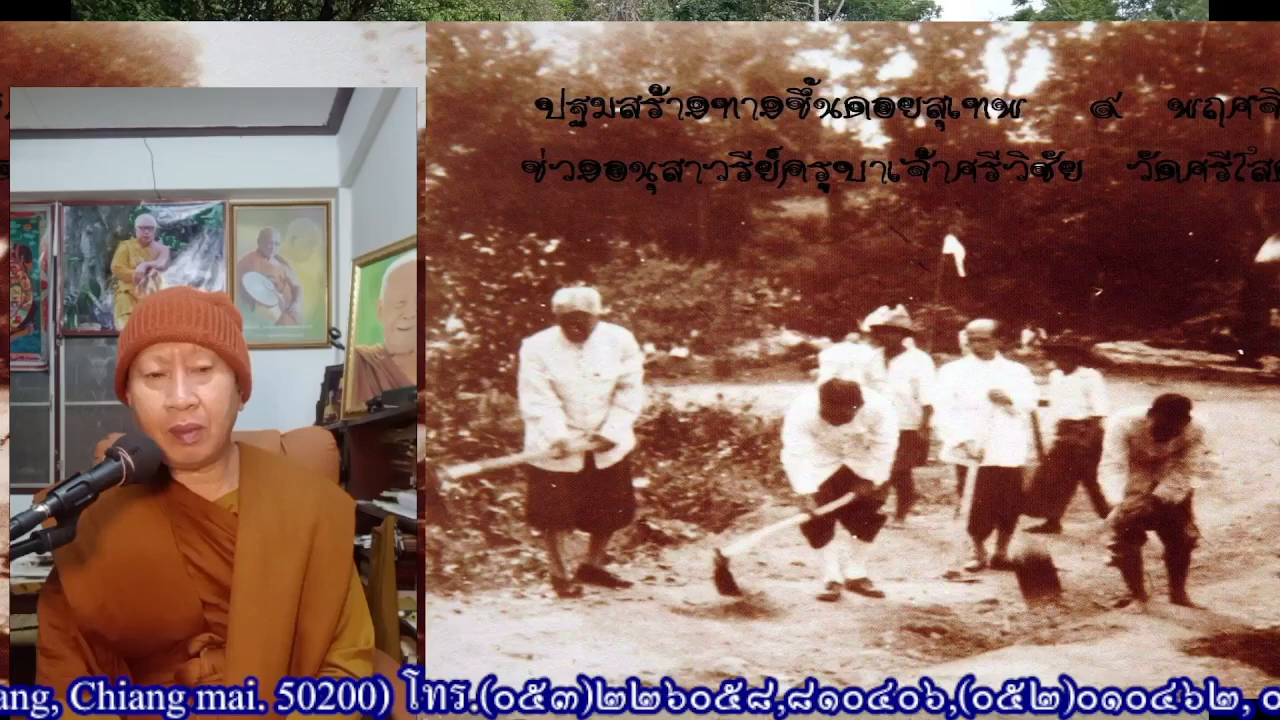 ปฐมสร้างทางขึ้นดอยสุเทพ ๙ พฤศจิ
ช่วงอนุสาวรีย์ครูบาเจ้าศรีวิชัย วัดศรีโส
ang, Chiang mai. 50200) โทร.(๐๕๓)๒๒๖๐๕๘,๘๑๐๔๐๖,(๐๕๒)๐๑๐๔๖๒, ๐